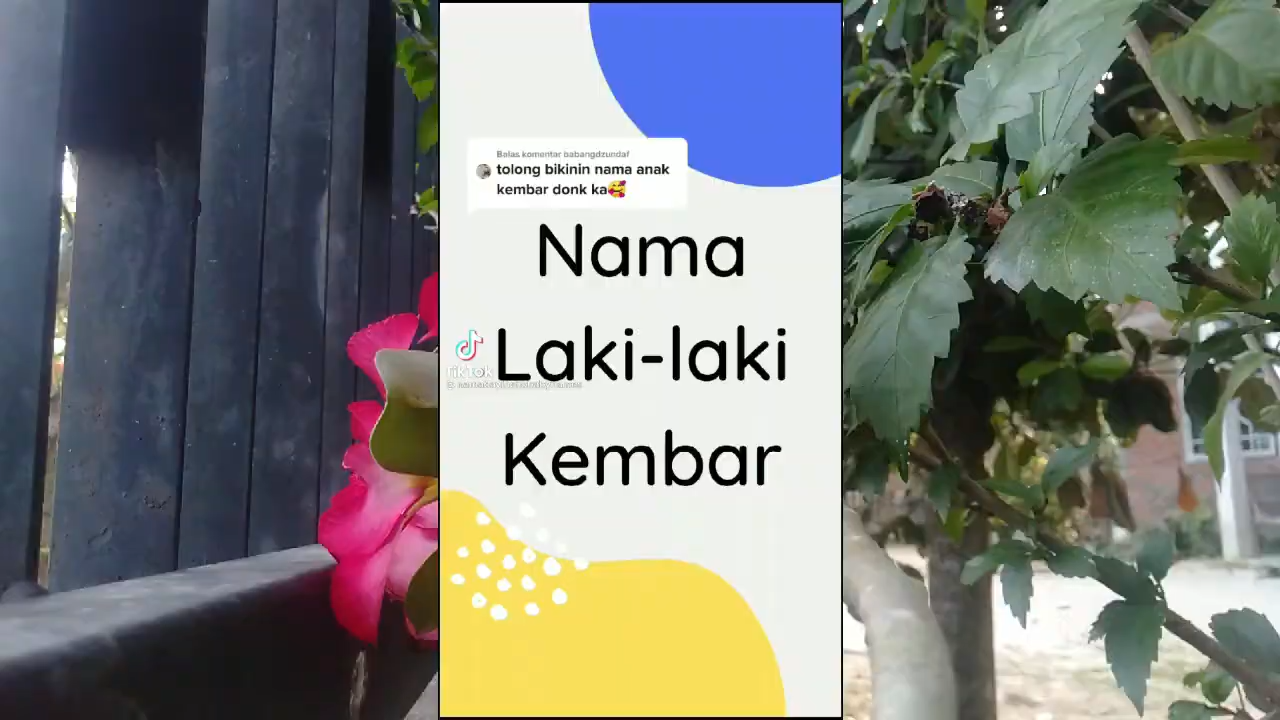 Balas komentar babangdzundaf
tolong bikinin nama anak
kembar donk ka🥰
Nama
Laki-laki
Kembar
TikTok